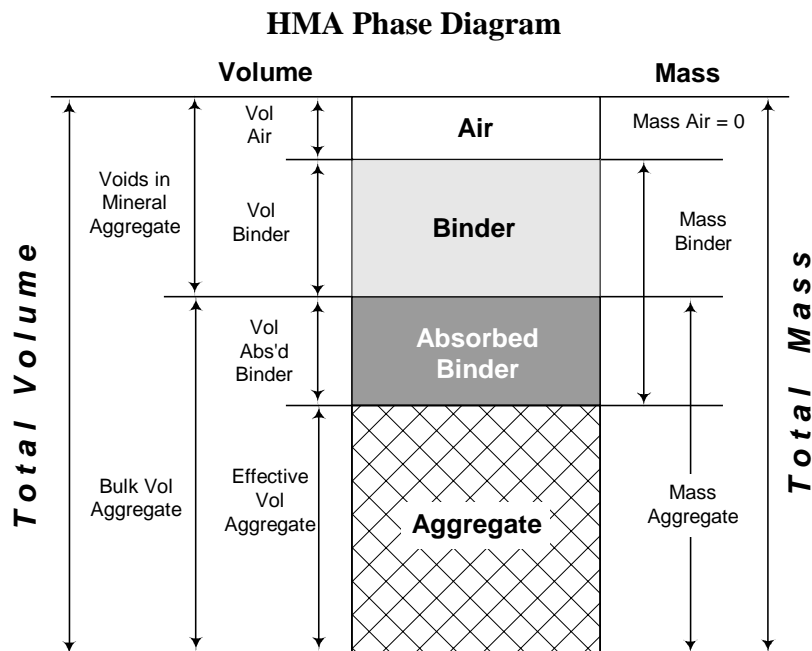 HMA Phase Diagram
Volume
Mass
Vol
Air
Air
Mass Air = 0
Voids in
Mineral
Aggregate
Vol
Binder
Binder
Mass
Binder
Total Volume
Total Mass
Vol
Abs'd
Binder
Absorbed
Binder
Bulk Vol
Aggregate
Effective
Vol
Aggregate
Aggregate
Mass
Aggregate